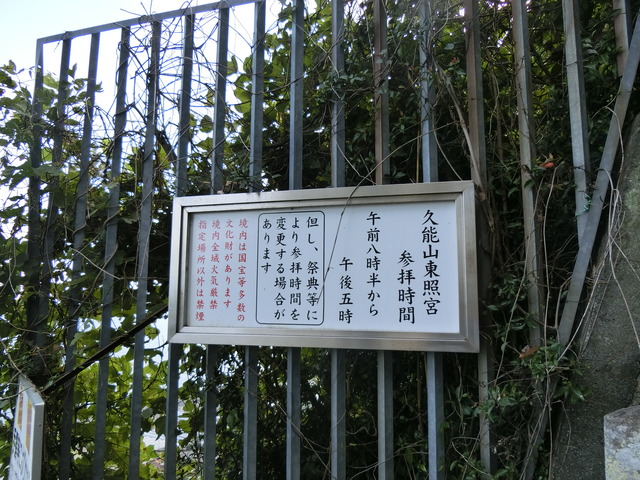 久能山東照宮
参拝時間
午前八時半から
午後五時
但し、祭典等に
より参拝時間を
変更する場合が
あります
境内は国宝等多数の
文化財があります
境内全域火気厳禁
指定場所以外は禁煙